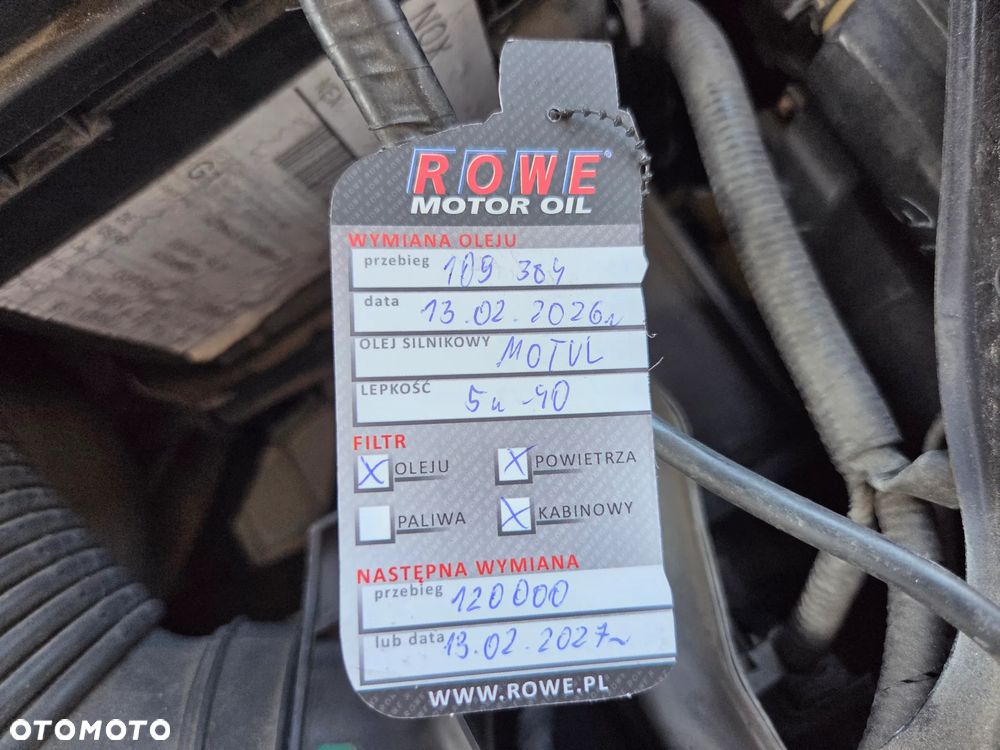 NOX
ROWE®
MOTOR OIL
WYMIANA OLEJU
przebieg 109 384
data 13.02.2026r
OLEJ SILNIKOWY MOTUL
LEPKOŚĆ 5w-40
FILTR
X OLEJU X POWIETRZA
PALIWA X KABINOWY
NASTĘPNA WYMIANA
przebieg 120000
lub data 13.02.2027r
WWW.ROWE.PL
OTOMOTO